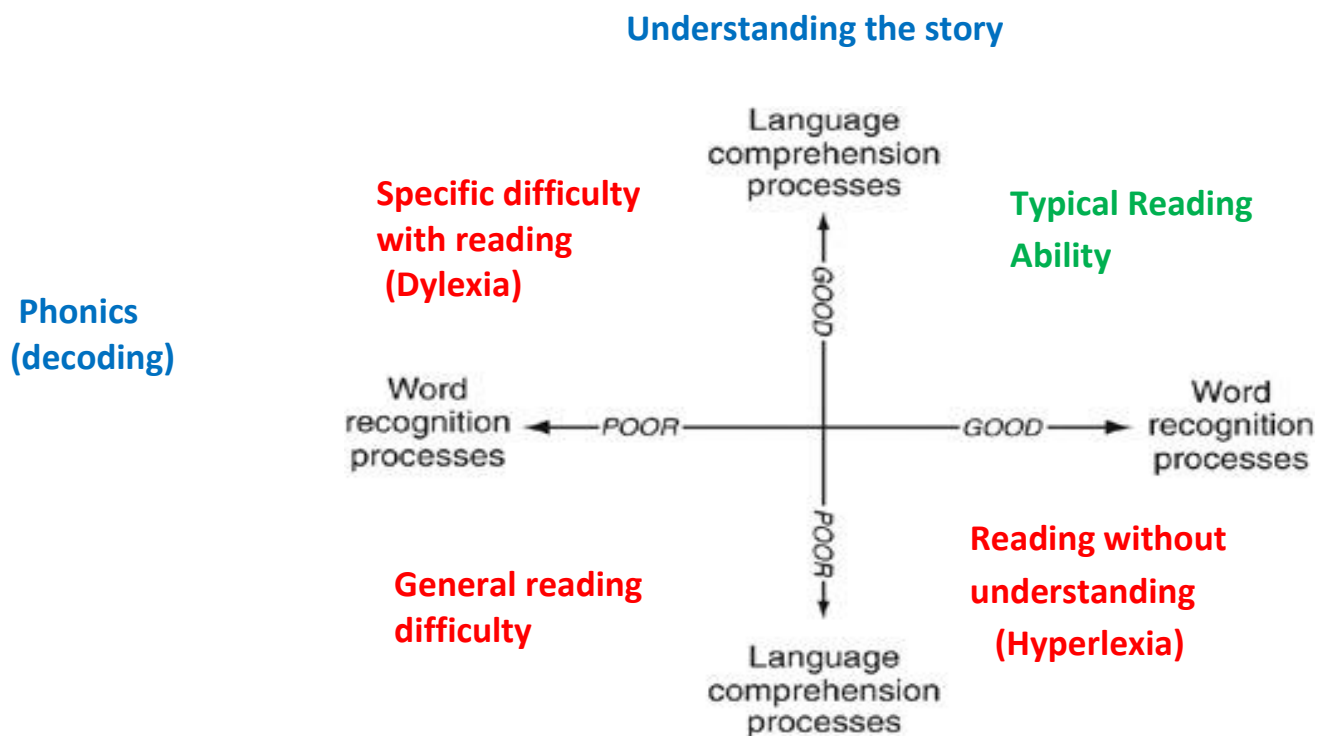 Understanding the story
Language
comprehension
processes
Specific difficulty
with reading
(Dylexia)
Typical Reading
Ability
GOOD
Phonics
(decoding)
Word
recognition
processes
POOR
GOOD
Word
recognition
processes
POOR
General reading
difficulty
Reading without
understanding
(Hyperlexia)
Language
comprehension
processes